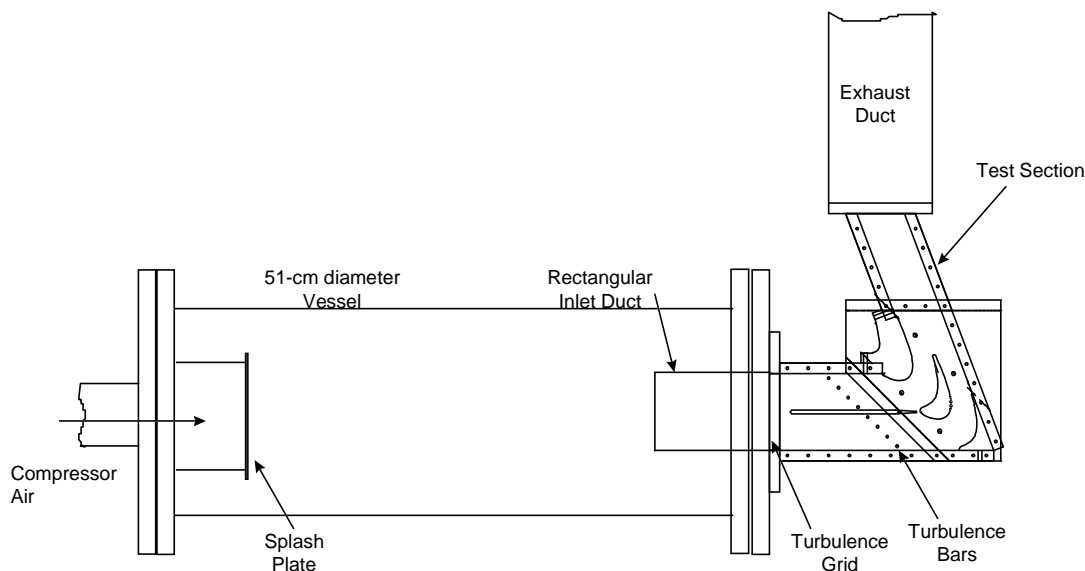 Exhaust
Duct
Test Section
51-cm diameter
Vessel
Rectangular
Inlet Duct
Compressor
Air
Splash
Plate
Turbulence
Grid
Turbulence
Bars